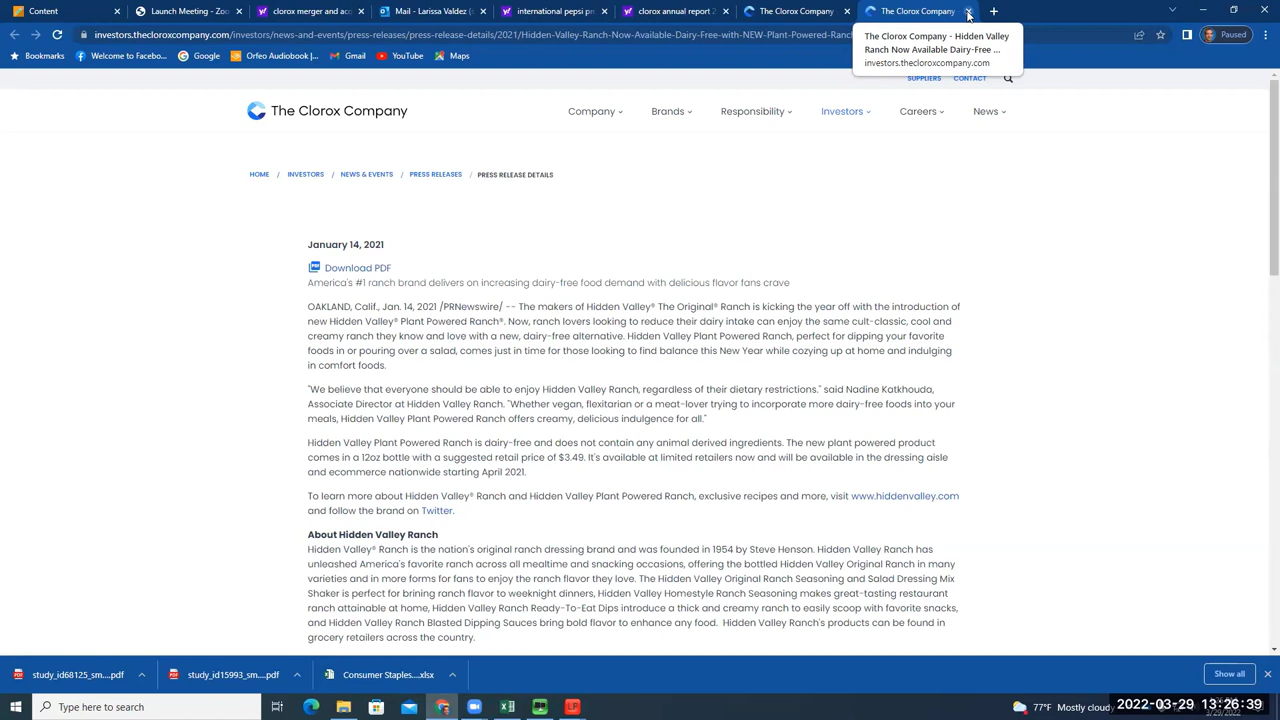 Content
Launch Meeting - Zoo
clorox merger and ac
Mail - Larissa Valdez (
international pepsi pr
clorox annual report 2
The Clorox Company
The Clorox Company
investors.thecloroxcompany.com/investors/news-and-events/press-releases/press-release-details/2021/Hidden-Valley-Ranch-Now-Available-Dairy-Free-with-NEW-Plant-Powered-Ranc
Paused
Bookmarks
Welcome to Facebo...
Google
Orfeo Audiobook |...
Gmail
YouTube
Maps
The Clorox Company - Hidden Valley
Ranch Now Available Dairy-Free ...
investors.thecloroxcompany.com
SUPPLIERS CONTACT
The Clorox Company
Company Brands Responsibility Investors Careers News
HOME / INVESTORS / NEWS & EVENTS / PRESS RELEASES / PRESS RELEASE DETAILS
January 14, 2021
Download PDF
America's #1 ranch brand delivers on increasing dairy-free food demand with delicious flavor fans crave
OAKLAND, Calif., Jan. 14, 2021 /PRNewswire/ -- The makers of Hidden Valley® The Original® Ranch is kicking the year off with the introduction of
new Hidden Valley® Plant Powered Ranch®. Now, ranch lovers looking to reduce their dairy intake can enjoy the same cult-classic, cool and
creamy ranch they know and love with a new, dairy-free alternative. Hidden Valley Plant Powered Ranch, perfect for dipping your favorite
foods in or pouring over a salad, comes just in time for those looking to find balance this New Year while cozying up at home and indulging
in comfort foods.
"We believe that everyone should be able to enjoy Hidden Valley Ranch, regardless of their dietary restrictions." said Nadine Katkhouda,
Associate Director at Hidden Valley Ranch. "Whether vegan, flexitarian or a meat-lover trying to incorporate more dairy-free foods into your
meals, Hidden Valley Plant Powered Ranch offers creamy, delicious indulgence for all."
Hidden Valley Plant Powered Ranch is dairy-free and does not contain any animal derived ingredients. The new plant powered product
comes in a 12oz bottle with a suggested retail price of $3.49. It's available at limited retailers now and will be available in the dressing aisle
and ecommerce nationwide starting April 2021.
To learn more about Hidden Valley® Ranch and Hidden Valley Plant Powered Ranch, exclusive recipes and more, visit www.hiddenvalley.com
and follow the brand on Twitter.
About Hidden Valley Ranch
Hidden Valley® Ranch is the nation's original ranch dressing brand and was founded in 1954 by Steve Henson. Hidden Valley Ranch has
unleashed America's favorite ranch across all mealtime and snacking occasions, offering the bottled Hidden Valley Original Ranch in many
varieties and in more forms for fans to enjoy the ranch flavor they love. The Hidden Valley Original Ranch Seasoning and Salad Dressing Mix
Shaker is perfect for brining ranch flavor to weeknight dinners, Hidden Valley Homestyle Ranch Seasoning makes great-tasting restaurant
ranch attainable at home, Hidden Valley Ranch Ready-To-Eat Dips introduce a thick and creamy ranch to easily scoop with favorite snacks,
and Hidden Valley Ranch Blasted Dipping Sauces bring bold flavor to enhance any food. Hidden Valley Ranch's products can be found in
grocery retailers across the country.
study_id68125_sm....pdf
study_id15993_sm....pdf
Consumer Staples....xlsx
Show all
Type here to search
77°F Mostly cloudy
2022-03-29 13:26:39